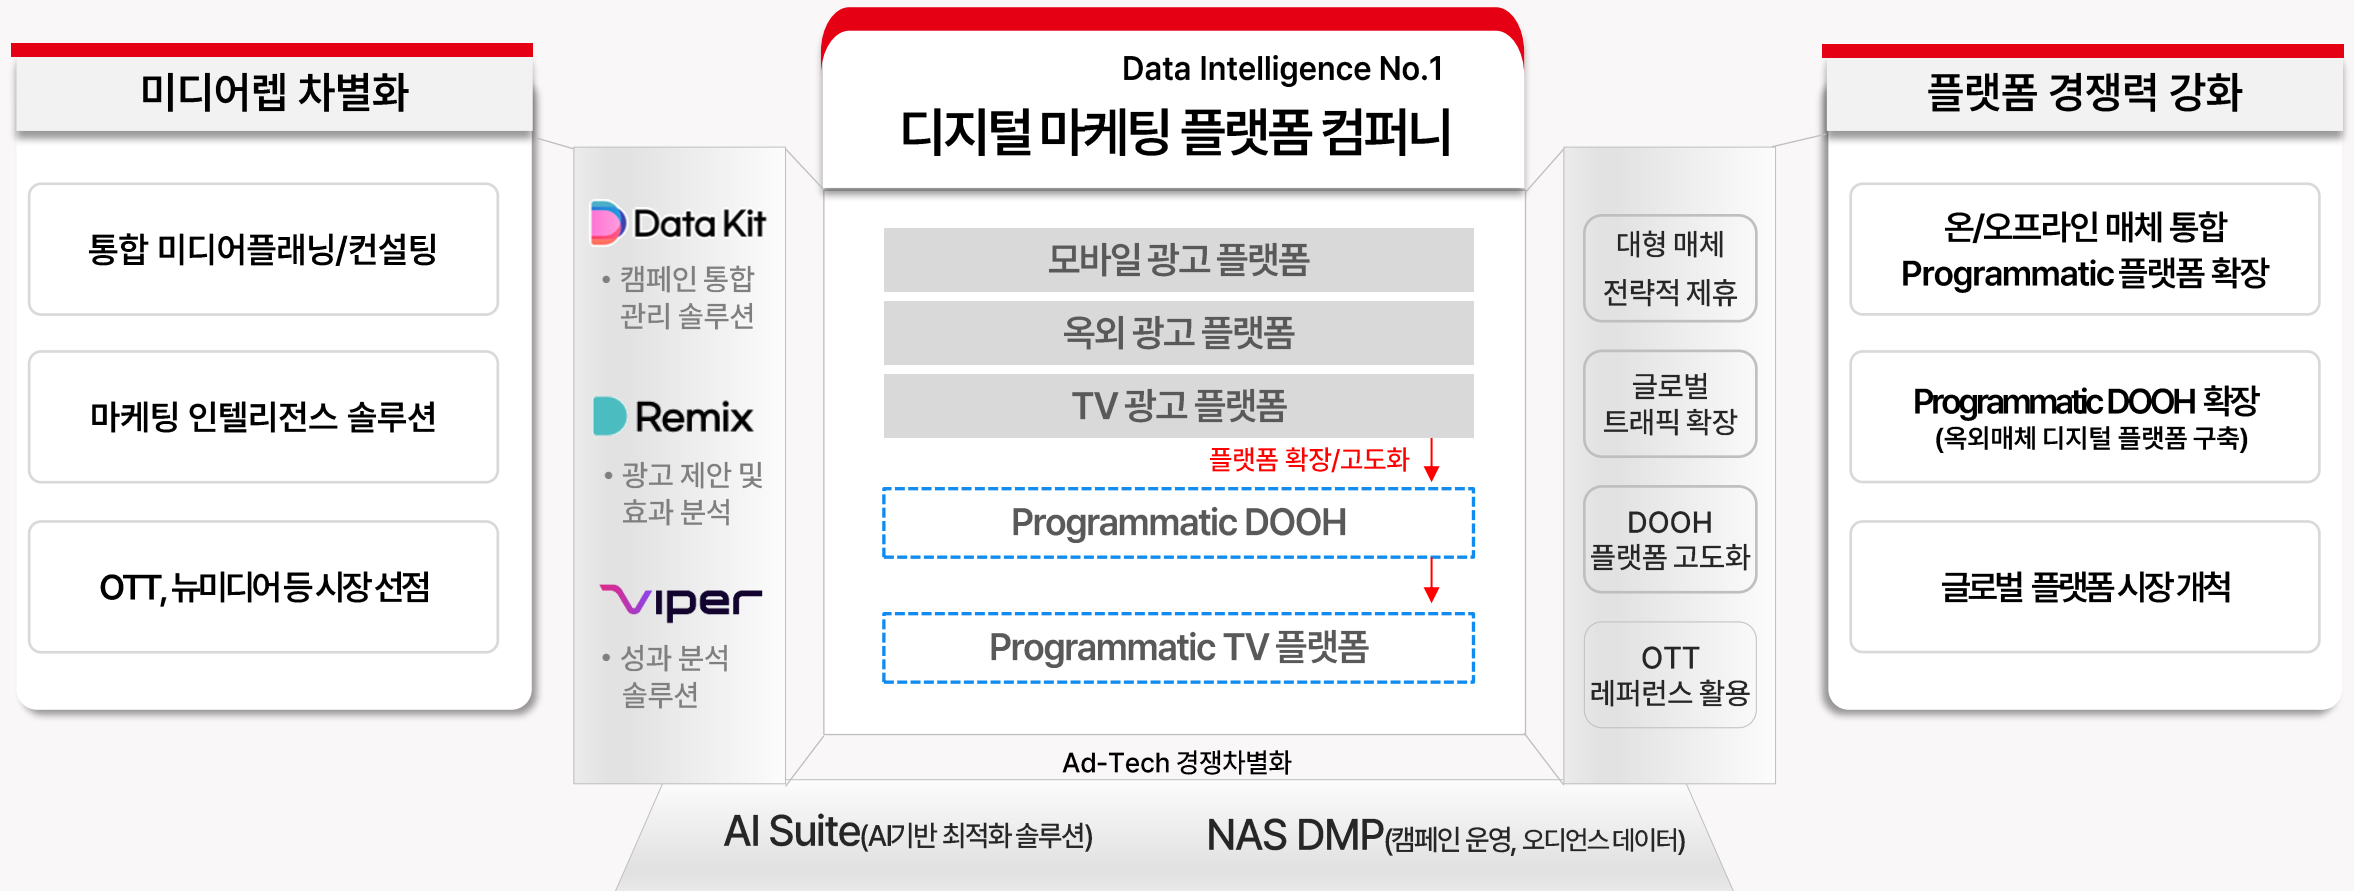 미디어렙 차별화
통합 미디어플래닝/컨설팅
마케팅 인텔리전스 솔루션
OTT, 뉴미디어 등 시장 선점
Data Kit
• 캠페인 통합
관리 솔루션
Remix
• 광고 제안 및
효과 분석
viper
• 성과 분석
솔루션
Data Intelligence No.1
디지털 마케팅 플랫폼 컴퍼니
모바일 광고 플랫폼
옥외 광고 플랫폼
TV 광고 플랫폼
플랫폼 확장/고도화
Programmatic DOOH
Programmatic TV 플랫폼
Ad-Tech 경쟁차별화
AI Suite(AI기반 최적화 솔루션)
NAS DMP(캠페인 운영, 오디언스 데이터)
대형 매체
전략적 제휴
글로벌
트래픽 확장
DOOH
플랫폼 고도화
OTT
레퍼런스 활용
플랫폼 경쟁력 강화
온/오프라인 매체 통합
Programmatic 플랫폼 확장
Programmatic DOOH 확장
(옥외매체 디지털 플랫폼 구축)
글로벌 플랫폼 시장 개척